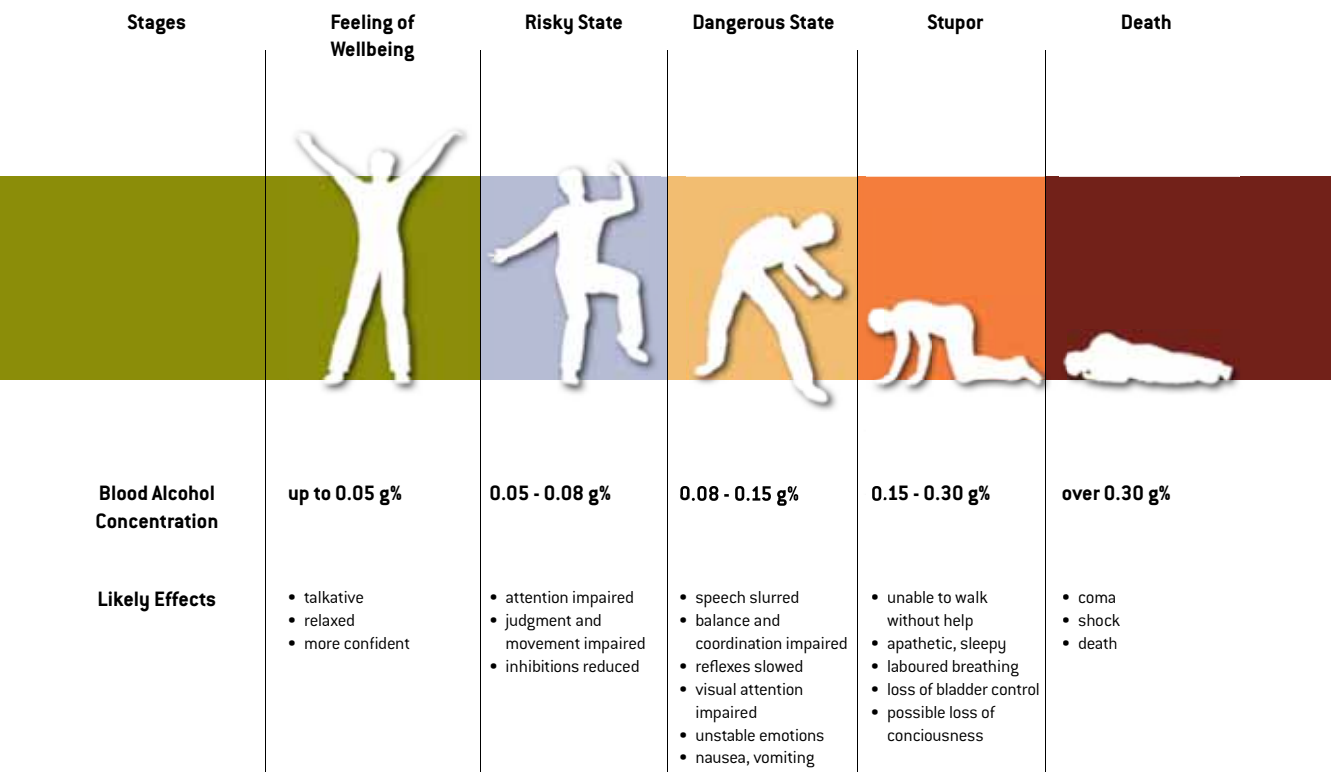 Stages
Feeling of
Wellbeing
Risky State
Dangerous State
Stupor
Death
Blood Alcohol
Concentration
up to 0.05 g%
0.05 - 0.08 g%
0.08 - 0.15 g%
0.15 - 0.30 g%
over 0.30 g%
Likely Effects
• talkative
• relaxed
• more confident
• attention impaired
• judgment and
movement impaired
• inhibitions reduced
• speech slurred
• balance and
coordination impaired
• reflexes slowed
• visual attention
impaired
• unstable emotions
• nausea, vomiting
• unable to walk
without help
• apathetic, sleepy
• laboured breathing
• loss of bladder control
• possible loss of
conciousness
• coma
• shock
• death